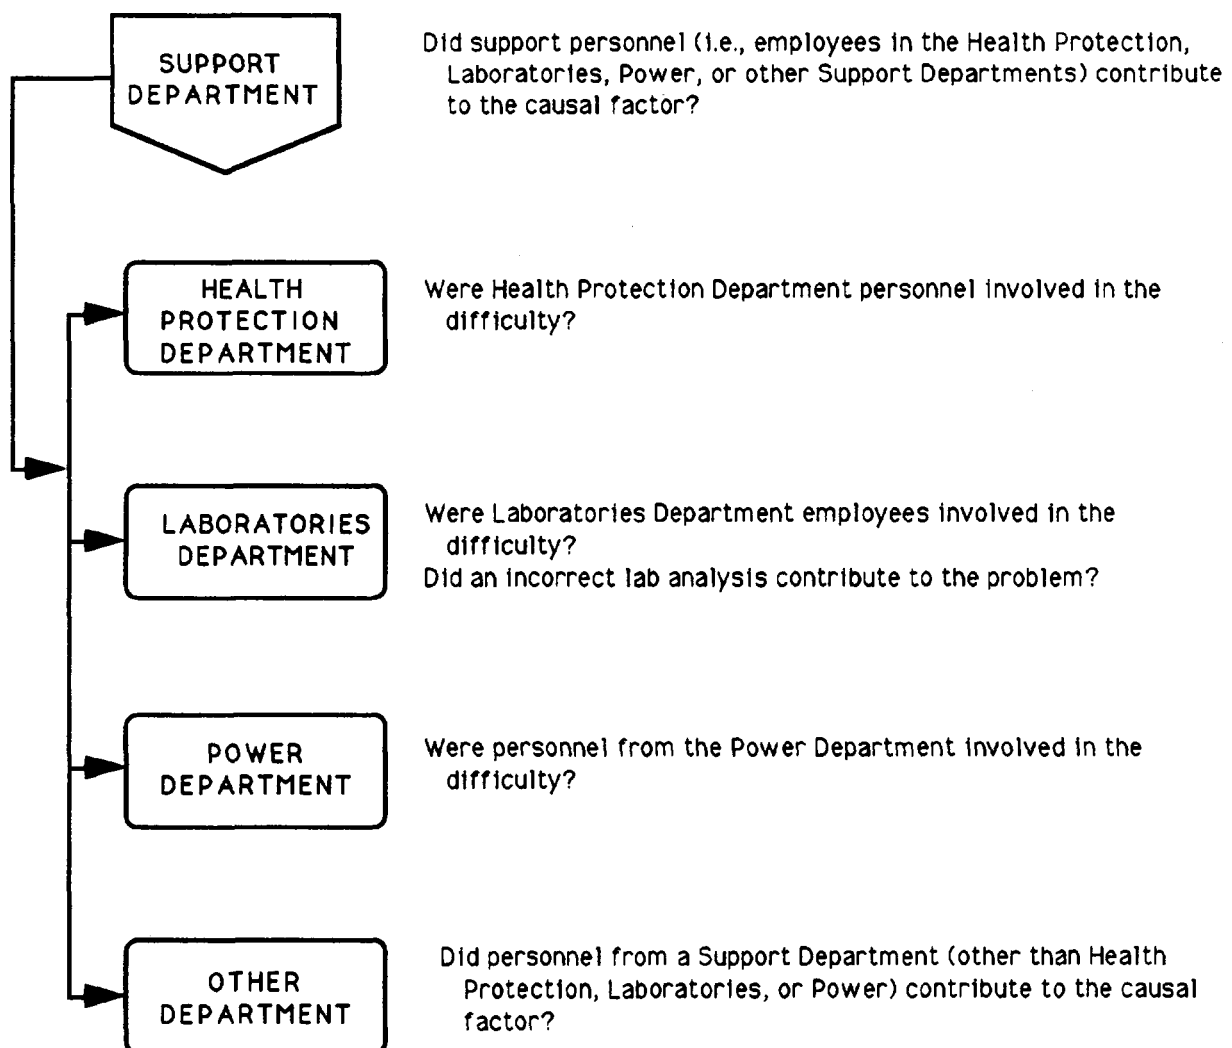 SUPPORT
DEPARTMENT
Did support personnel (i.e., employees in the Health Protection,
Laboratories, Power, or other Support Departments) contribute
to the causal factor?
HEALTH
PROTECTION
DEPARTMENT
Were Health Protection Department personnel involved in the
difficulty?
LABORATORIES
DEPARTMENT
Were Laboratories Department employees involved in the
difficulty?
Did an incorrect lab analysis contribute to the problem?
POWER
DEPARTMENT
Were personnel from the Power Department involved in the
difficulty?
OTHER
DEPARTMENT
Did personnel from a Support Department (other than Health
Protection, Laboratories, or Power) contribute to the causal
factor?